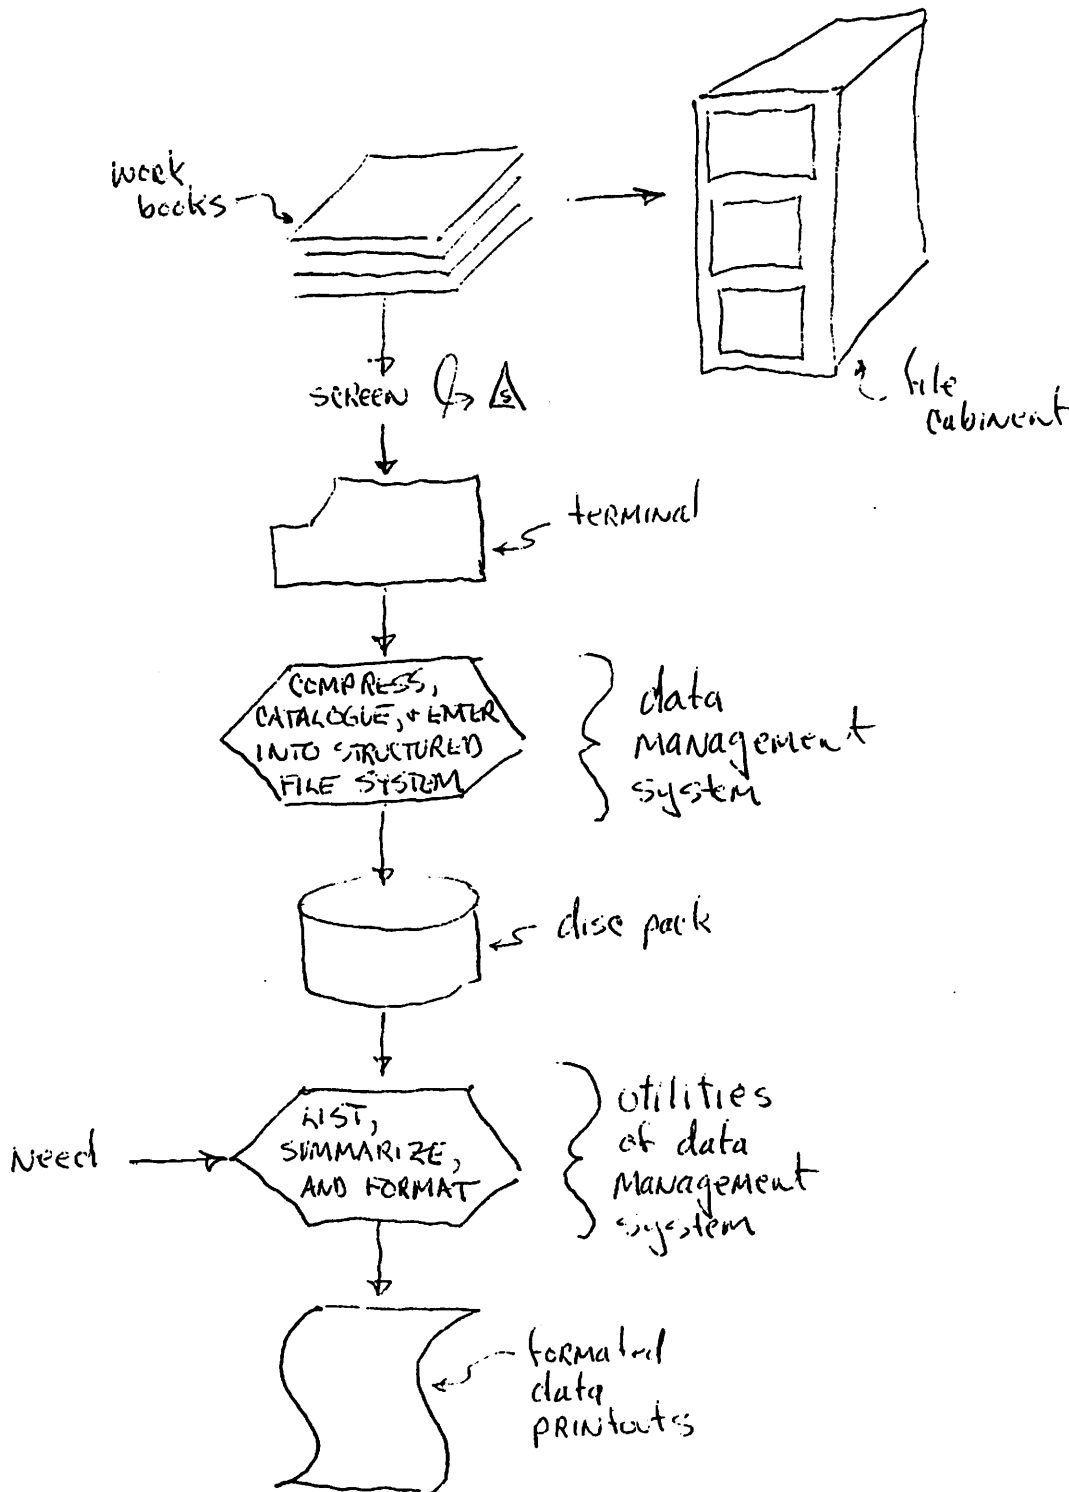 work
books
SCREEN
S
file
cabinent
terminal
COMPRESS,
CATALOGUE, + ENTER
INTO STRUCTURED
FILE SYSTEM
data
management
system
disc pack
Need
LIST,
SUMMARIZE,
AND FORMAT
utilities
of data
management
system
formated
data
printouts